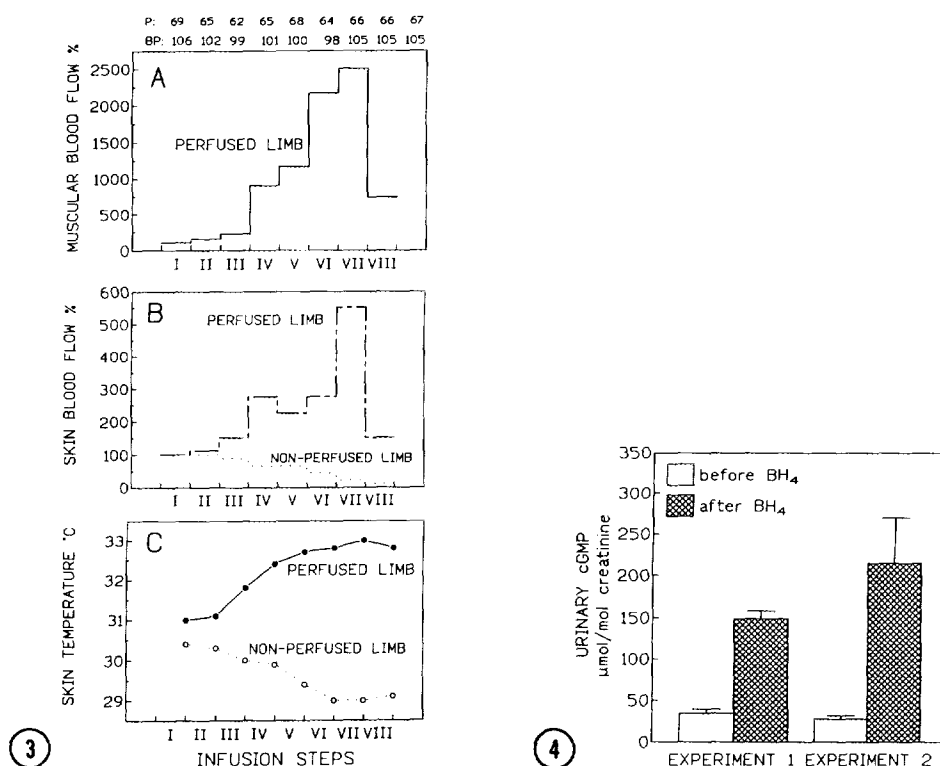 P: 69 65 62 65 68 64 66 66 67
BP: 106 102 99 101 100 98 105 105 105
A
MUSCULAR BLOOD FLOW %
2500
2000
1500
1000
500
0
PERFUSED LIMB
I II III IV V VI VII VIII
B
SKIN BLOOD FLOW %
600
500
400
300
200
100
0
PERFUSED LIMB
NON-PERFUSED LIMB
I II III IV V VI VII VIII
C
SKIN TEMPERATURE °C
33
32
31
30
29
PERFUSED LIMB
NON-PERFUSED LIMB
I II III IV V VI VII VIII
INFUSION STEPS
3
350
300
250
200
150
100
50
0
URINARY cGMP
µmol/mol creatinine
before BH₄
after BH₄
EXPERIMENT 1 EXPERIMENT 2
4